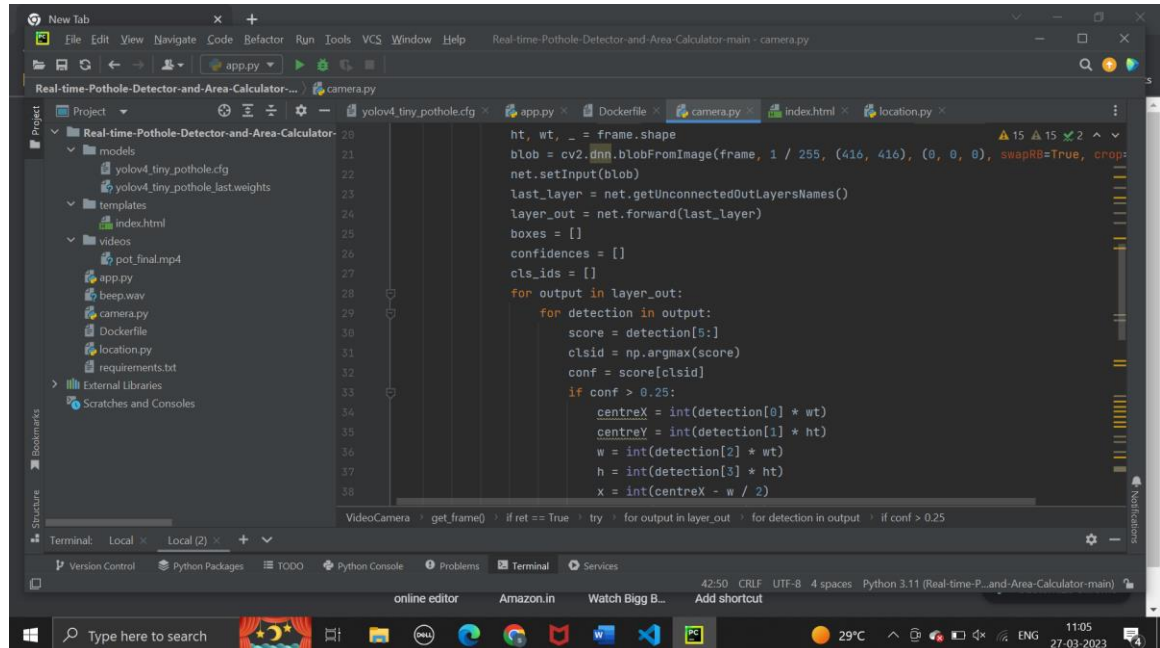 New Tab
File Edit View Navigate Code Refactor Run Tools VCS Window Help Real-time-Pothole-Detector-and-Area-Calculator-main - camera.py
app.py
Real-time-Pothole-Detector-and-Area-Calculator-... camera.py
Project
yolov4_tiny_pothole.cfg app.py Dockerfile camera.py index.html location.py
Project
Real-time-Pothole-Detector-and-Area-Calculator-
models
yolov4_tiny_pothole.cfg
yolov4_tiny_pothole_last.weights
templates
index.html
videos
pot_final.mp4
app.py
beep.wav
camera.py
Dockerfile
location.py
requirements.txt
External Libraries
Scratches and Consoles
15 15 2
20 ht, wt, _ = frame.shape
21 blob = cv2.dnn.blobFromImage(frame, 1 / 255, (416, 416), (0, 0, 0), swapRB=True, crop=
22 net.setInput(blob)
23 last_layer = net.getUnconnectedOutLayersNames()
24 layer_out = net.forward(last_layer)
25 boxes = []
26 confidences = []
27 cls_ids = []
28 for output in layer_out:
29 for detection in output:
30 score = detection[5:]
31 clsid = np.argmax(score)
32 conf = score[clsid]
33 if conf > 0.25:
34 centreX = int(detection[0] * wt)
35 centreY = int(detection[1] * ht)
36 w = int(detection[2] * wt)
37 h = int(detection[3] * ht)
38 x = int(centreX - w / 2)
VideoCamera > get_frame() > if ret == True > try > for output in layer_out > for detection in output > if conf > 0.25
Bookmarks
Structure
Notifications
Terminal: Local Local (2)
Version Control Python Packages TODO Python Console Problems Terminal Services
42:50 CRLF UTF-8 4 spaces Python 3.11 (Real-time-P...and-Area-Calculator-main)
online editor Amazon.in Watch Bigg B... Add shortcut
Type here to search
DELL
PC
29°C
ENG
11:05
27-03-2023
4